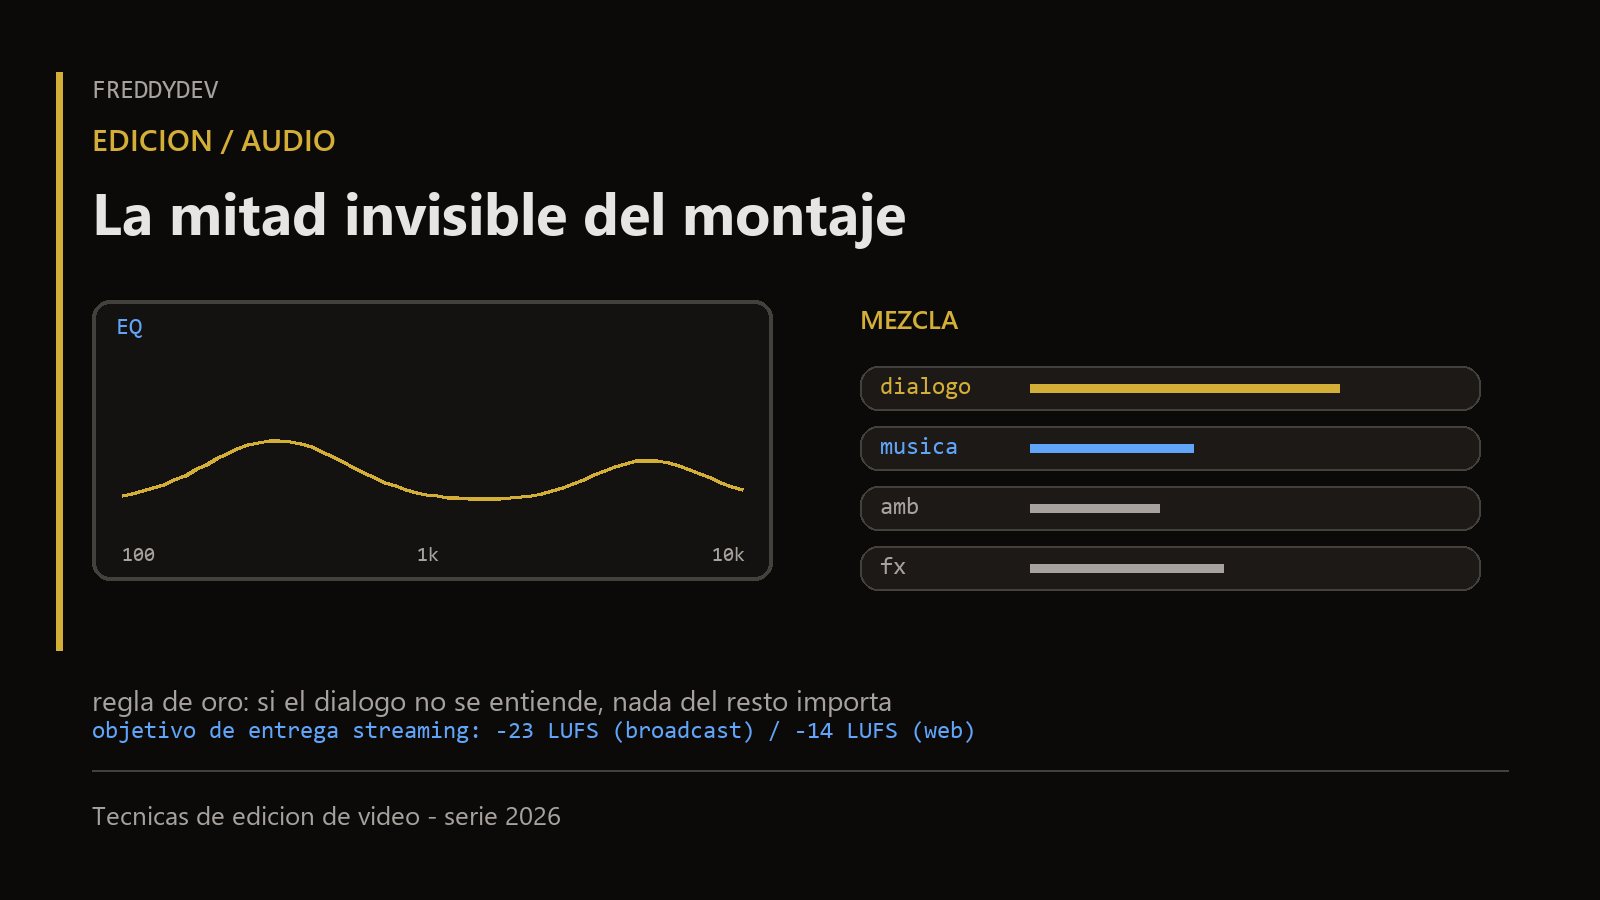 FREDDYDEV
EDICION / AUDIO
La mitad invisible del montaje
EQ
100 1k 10k
MEZCLA
dialogo
musica
amb
fx
regla de oro: si el dialogo no se entiende, nada del resto importa
objetivo de entrega streaming: -23 LUFS (broadcast) / -14 LUFS (web)
Tecnicas de edicion de video - serie 2026